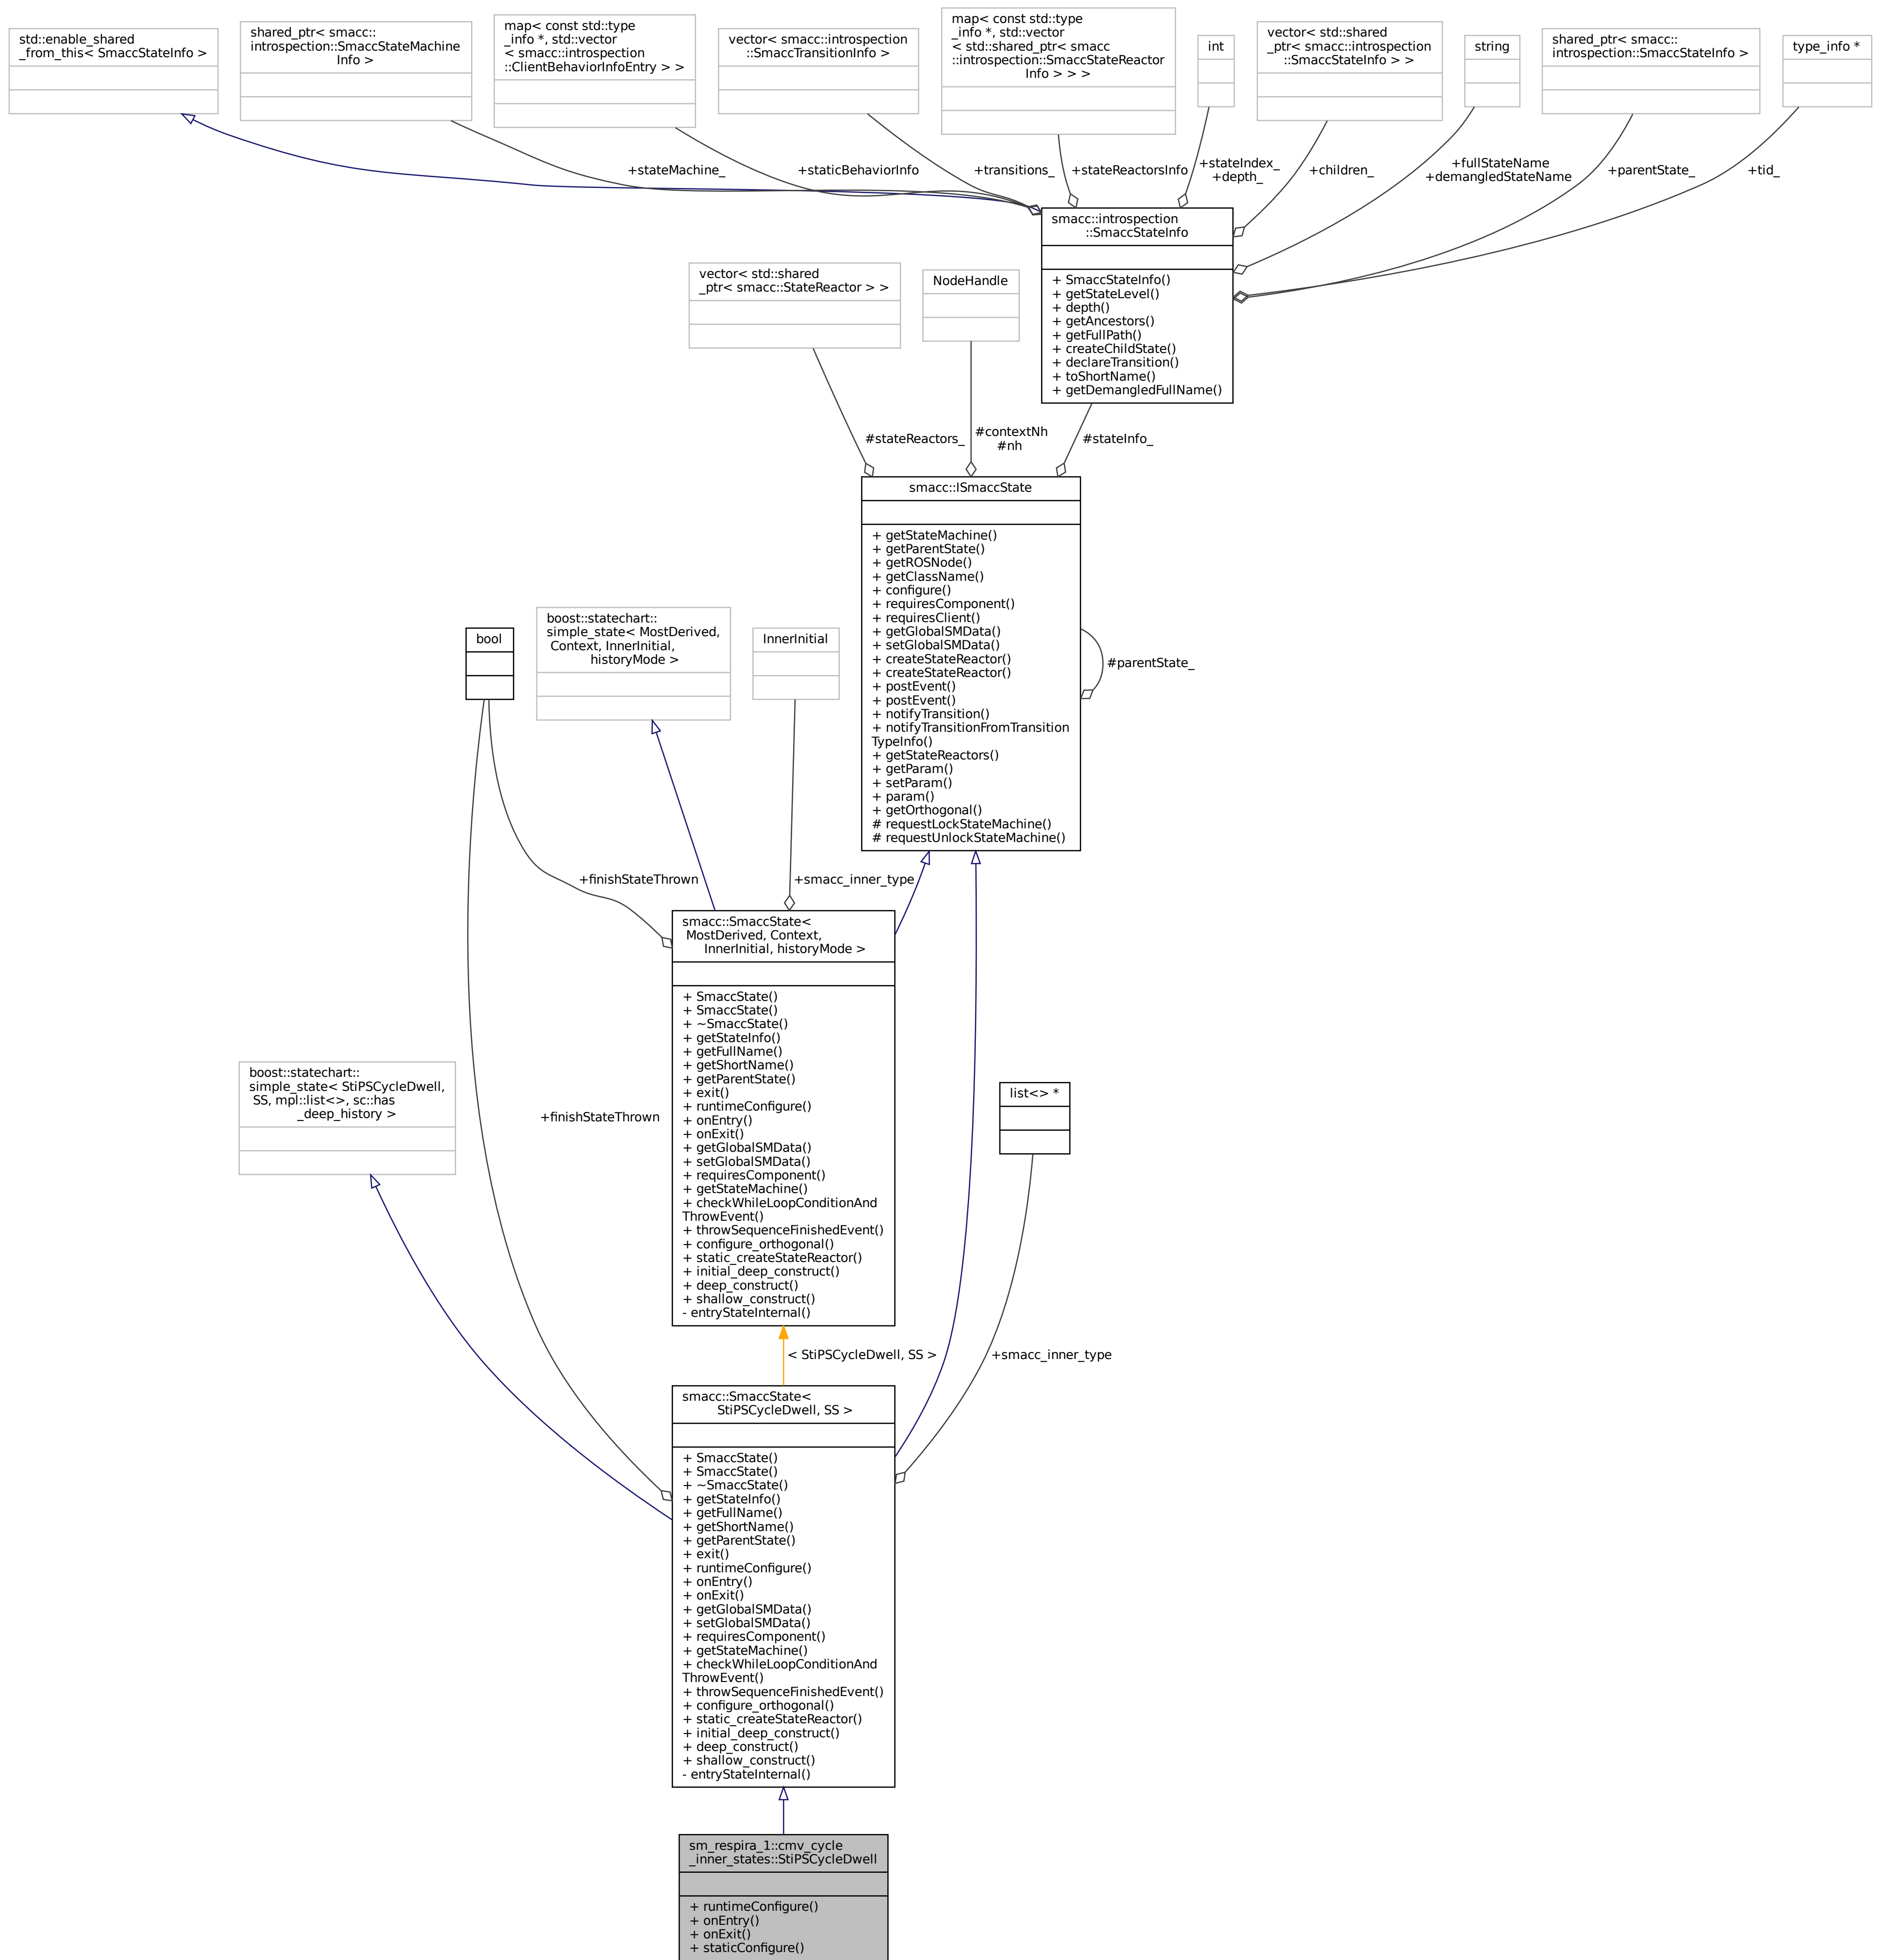 std::enable_shared
_from_this< SmaccStateInfo >
shared_ptr< smacc::
introspection::SmaccStateMachine
Info >
map< const std::type
_info *, std::vector
< smacc::introspection
::ClientBehaviorInfoEntry > >
vector< smacc::introspection
::SmaccTransitionInfo >
map< const std::type
_info *, std::vector
< std::shared_ptr< smacc
::introspection::SmaccStateReactor
Info > > >
int
vector< std::shared
_ptr< smacc::introspection
::SmaccStateInfo > >
string
shared_ptr< smacc::
introspection::SmaccStateInfo >
type_info *
+stateMachine_
+staticBehaviorInfo
+transitions_
+stateReactorsInfo
+stateIndex_
+depth_
+children_
+fullStateName
+demangledStateName
+parentState_
+tid_
smacc::introspection
::SmaccStateInfo
+ SmaccStateInfo()
+ getStateLevel()
+ depth()
+ getAncestors()
+ getFullPath()
+ createChildState()
+ declareTransition()
+ toShortName()
+ getDemangledFullName()
vector< std::shared
_ptr< smacc::StateReactor > >
NodeHandle
#stateReactors_
#contextNh
#nh
#stateInfo_
smacc::ISmaccState
+ getStateMachine()
+ getParentState()
+ getROSNode()
+ getClassName()
+ configure()
+ requiresComponent()
+ requiresClient()
+ getGlobalSMData()
+ setGlobalSMData()
+ createStateReactor()
+ createStateReactor()
+ postEvent()
+ postEvent()
+ notifyTransition()
+ notifyTransitionFromTransition
TypeInfo()
+ getStateReactors()
+ getParam()
+ setParam()
+ param()
+ getOrthogonal()
# requestLockStateMachine()
# requestUnlockStateMachine()
#parentState_
bool
boost::statechart::
simple_state< MostDerived,
Context, InnerInitial,
historyMode >
InnerInitial
+finishStateThrown
+smacc_inner_type
smacc::SmaccState<
MostDerived, Context,
InnerInitial, historyMode >
+ SmaccState()
+ SmaccState()
+ ~SmaccState()
+ getStateInfo()
+ getFullName()
+ getShortName()
+ getParentState()
+ exit()
+ runtimeConfigure()
+ onEntry()
+ onExit()
+ getGlobalSMData()
+ setGlobalSMData()
+ requiresComponent()
+ getStateMachine()
+ checkWhileLoopConditionAnd
ThrowEvent()
+ throwSequenceFinishedEvent()
+ configure_orthogonal()
+ static_createStateReactor()
+ initial_deep_construct()
+ deep_construct()
+ shallow_construct()
- entryStateInternal()
boost::statechart::
simple_state< StiPSCycleDwell,
SS, mpl::list<>, sc::has
_deep_history >
+finishStateThrown
list<> *
< StiPSCycleDwell, SS >
+smacc_inner_type
smacc::SmaccState<
StiPSCycleDwell, SS >
+ SmaccState()
+ SmaccState()
+ ~SmaccState()
+ getStateInfo()
+ getFullName()
+ getShortName()
+ getParentState()
+ exit()
+ runtimeConfigure()
+ onEntry()
+ onExit()
+ getGlobalSMData()
+ setGlobalSMData()
+ requiresComponent()
+ getStateMachine()
+ checkWhileLoopConditionAnd
ThrowEvent()
+ throwSequenceFinishedEvent()
+ configure_orthogonal()
+ static_createStateReactor()
+ initial_deep_construct()
+ deep_construct()
+ shallow_construct()
- entryStateInternal()
sm_respira_1::cmv_cycle
_inner_states::StiPSCycleDwell
+ runtimeConfigure()
+ onEntry()
+ onExit()
+ staticConfigure()